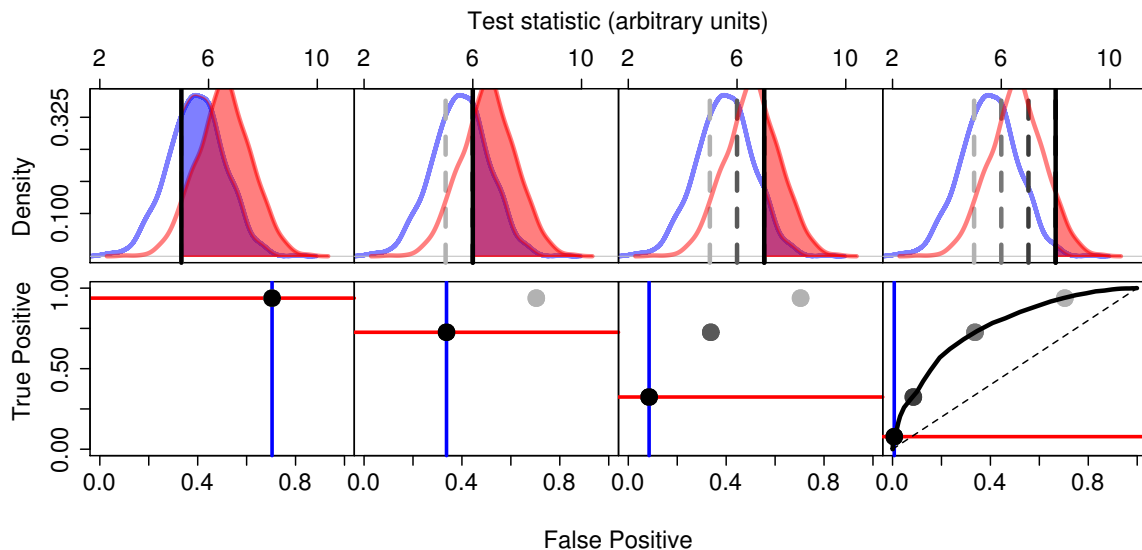 Test statistic (arbitrary units)
2 6 10 2 6 10 2 6 10 2 6 10
Density
0.100 0.325
True Positive
0.00 0.50 1.00
0.0 0.4 0.8 0.0 0.4 0.8 0.0 0.4 0.8 0.0 0.4 0.8
False Positive